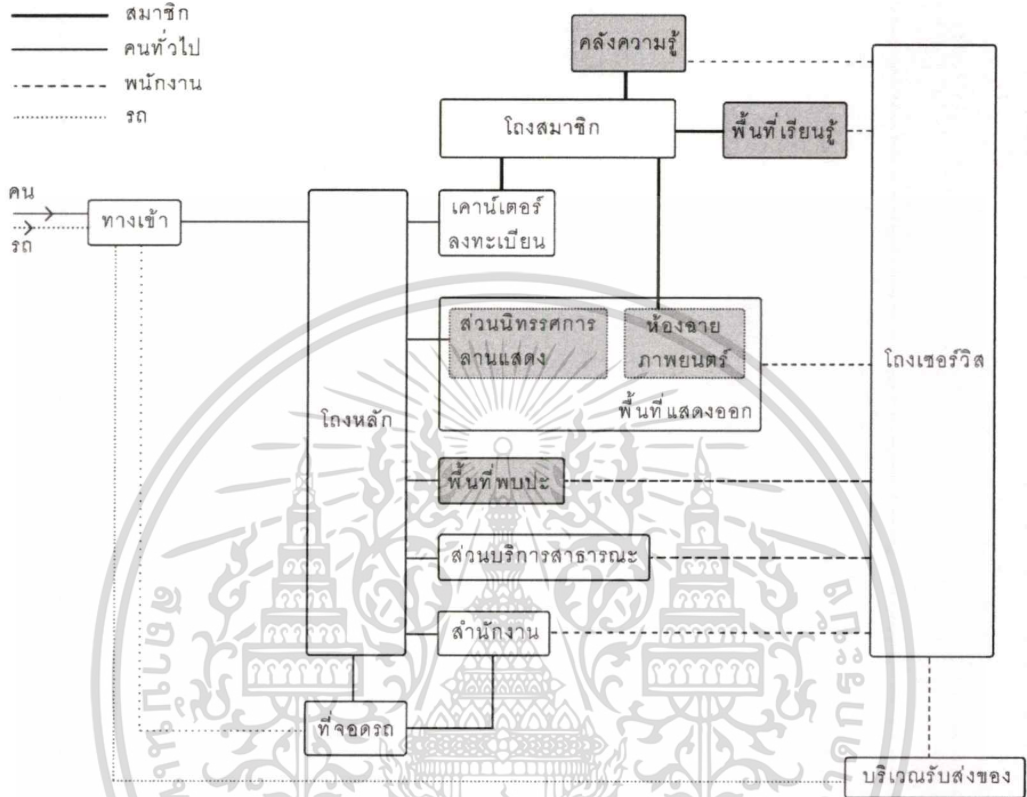 สมาชิก
คนทั่วไป
พนักงาน
รถ
คลังความรู้
โถงสมาชิก
พื้นที่เรียนรู้
คน
รถ
ทางเข้า
เคาน์เตอร์
ลงทะเบียน
ส่วนนิทรรศการ
ลานแสดง
ห้องฉาย
ภาพยนตร์
พื้นที่แสดงออก
โถงหลัก
โถงเซอร์วิส
พื้นที่พบปะ
ส่วนบริการสาธารณะ
สำนักงาน
ที่จอดรถ
บริเวณรับส่งของ